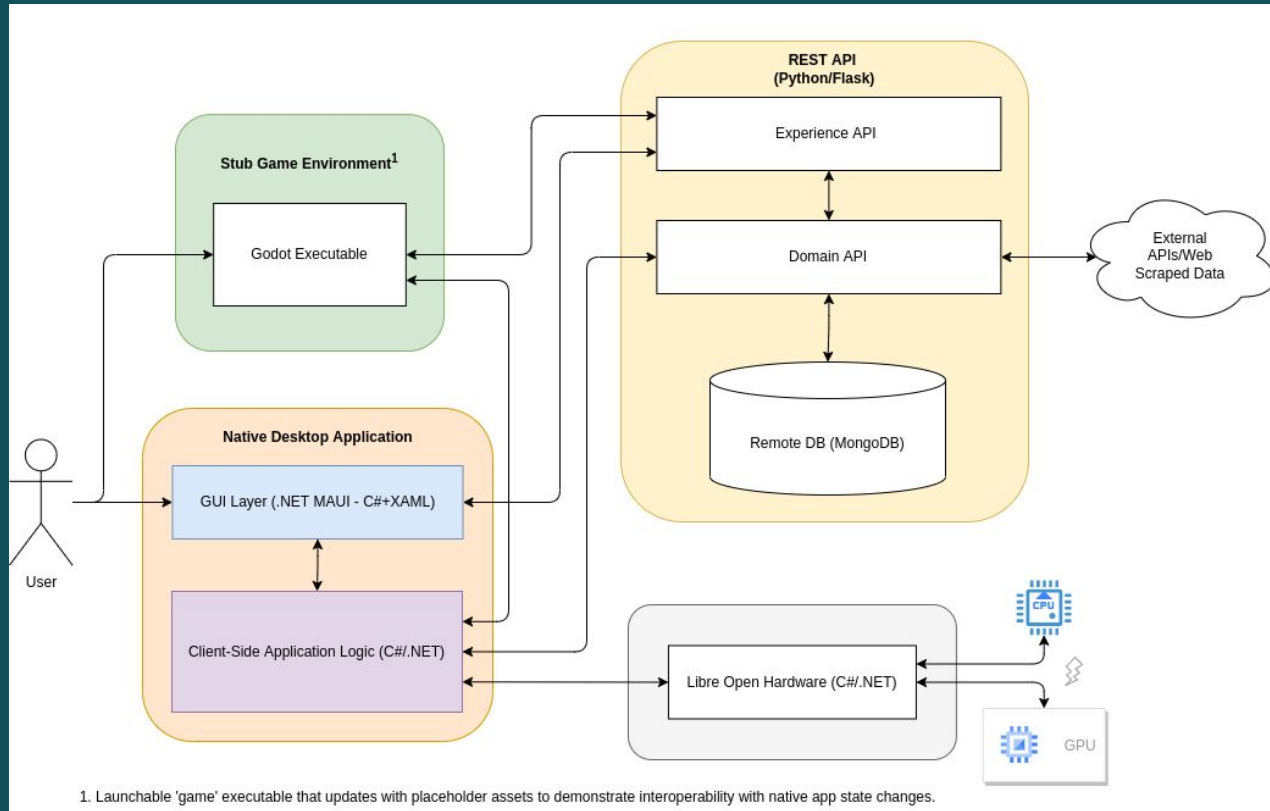 REST API
(Python/Flask)
Experience API
Stub Game Environment1
Godot Executable
Domain API
External
APIs/Web
Scraped Data
Native Desktop Application
Remote DB (MongoDB)
GUI Layer (.NET MAUI - C#+XAML)
User
CPU
Client-Side Application Logic (C#/.NET)
Libre Open Hardware (C#/.NET)
GPU
1. Launchable 'game' executable that updates with placeholder assets to demonstrate interoperability with native app state changes.